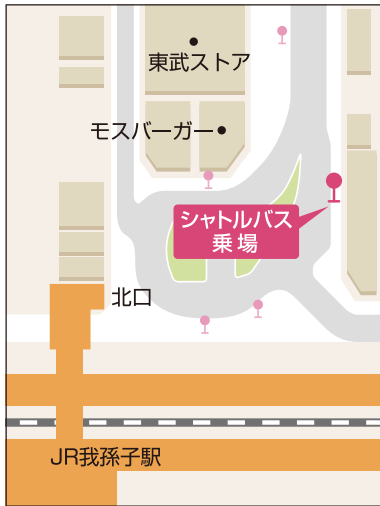 東武ストア
モスバーガー
シャトルバス
乗場
北口
JR我孫子駅